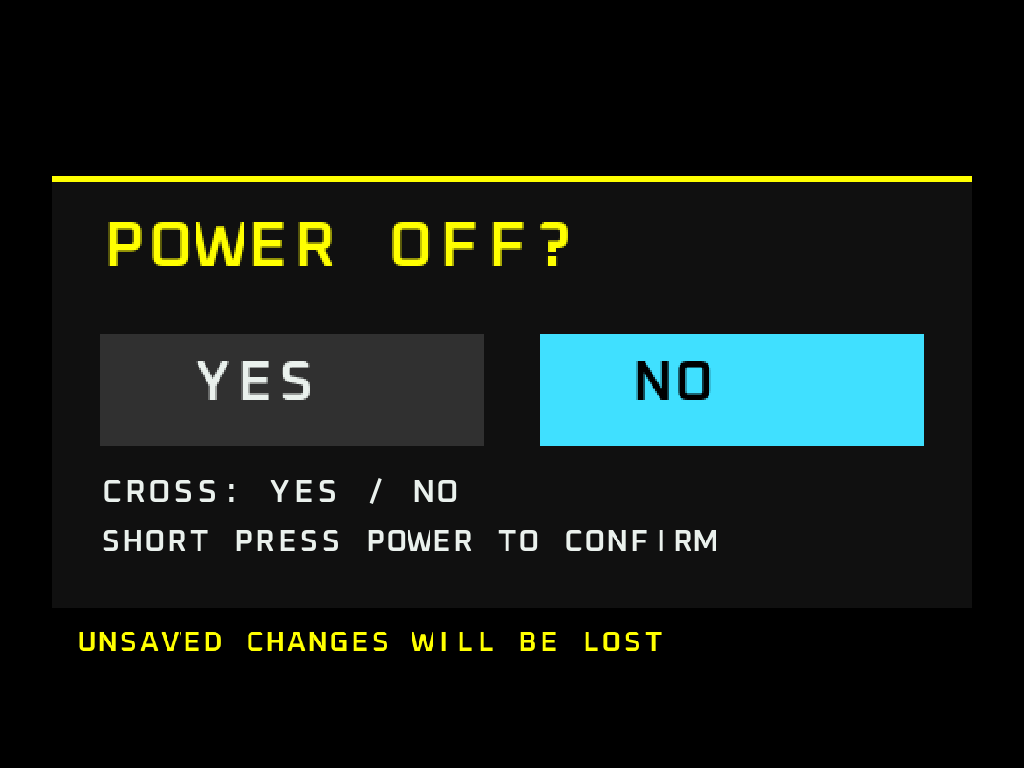 POWER OFF?
YES NO
CROSS: YES / NO
SHORT PRESS POWER TO CONFIRM
UNSAVED CHANGES WILL BE LOST